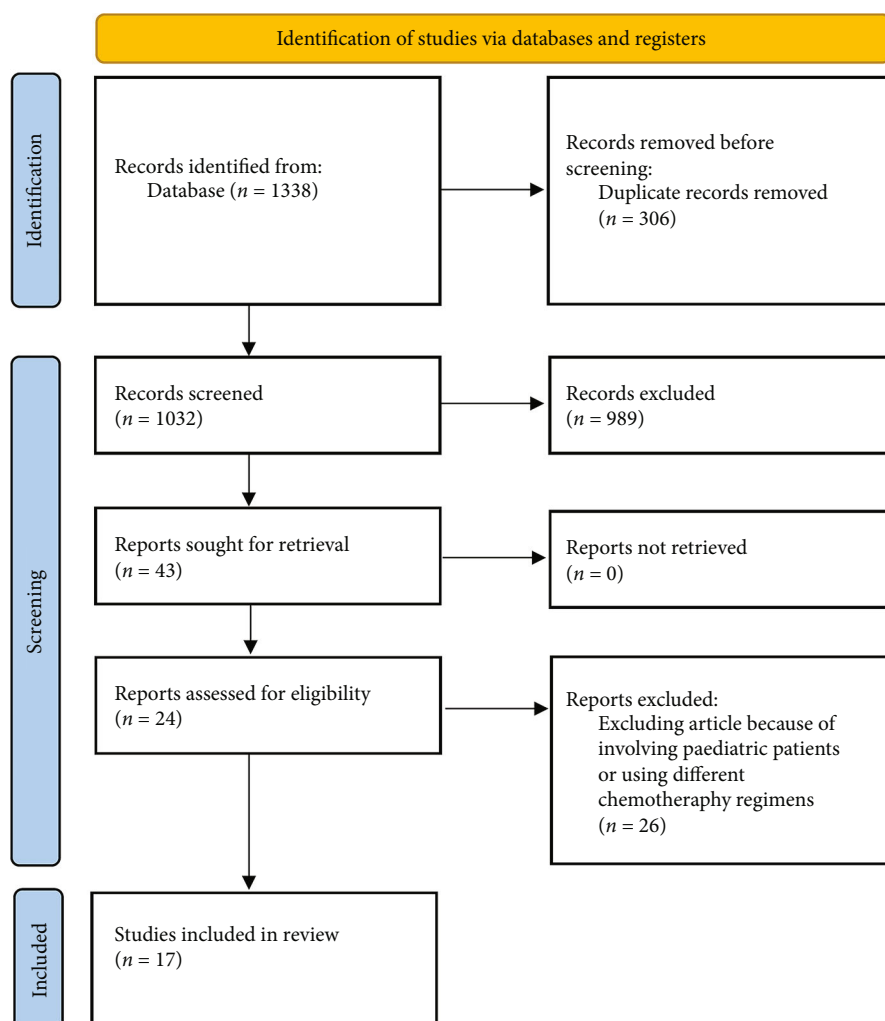 Identification of studies via databases and registers
Identification
Records identified from:
Database (n = 1338)
Records removed before
screening:
Duplicate records removed
(n = 306)
Screening
Records screened
(n = 1032)
Records excluded
(n = 989)
Reports sought for retrieval
(n = 43)
Reports not retrieved
(n = 0)
Reports assessed for eligibility
(n = 24)
Reports excluded:
Excluding article because of
involving paediatric patients
or using different
chemotheraphy regimens
(n = 26)
Included
Studies included in review
(n = 17)